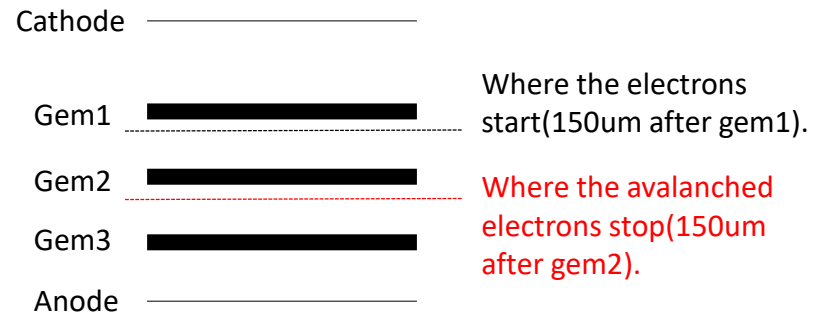 Cathode
Where the electrons
Gem1
start(150um after gem1).
Gem2
Where the avalanched
electrons stop(150um
Gem3
after gem2).
Anode